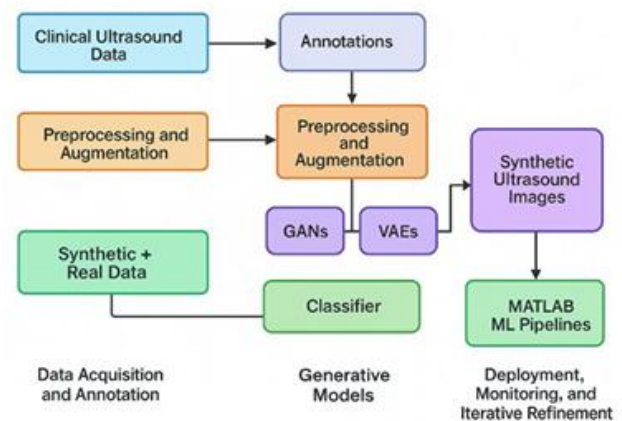 Clinical Ultrasound
Data
Annotations
Preprocessing and
Augmentation
Preprocessing
and
Augmentation
Synthetic
Ultrasound
Images
GANs
VAEs
Synthetic +
Real Data
Classifier
MATLAB
ML Pipelines
Data Acquisition
and Annotation
Generative
Models
Deployment,
Monitoring, and
Iterative Refinement